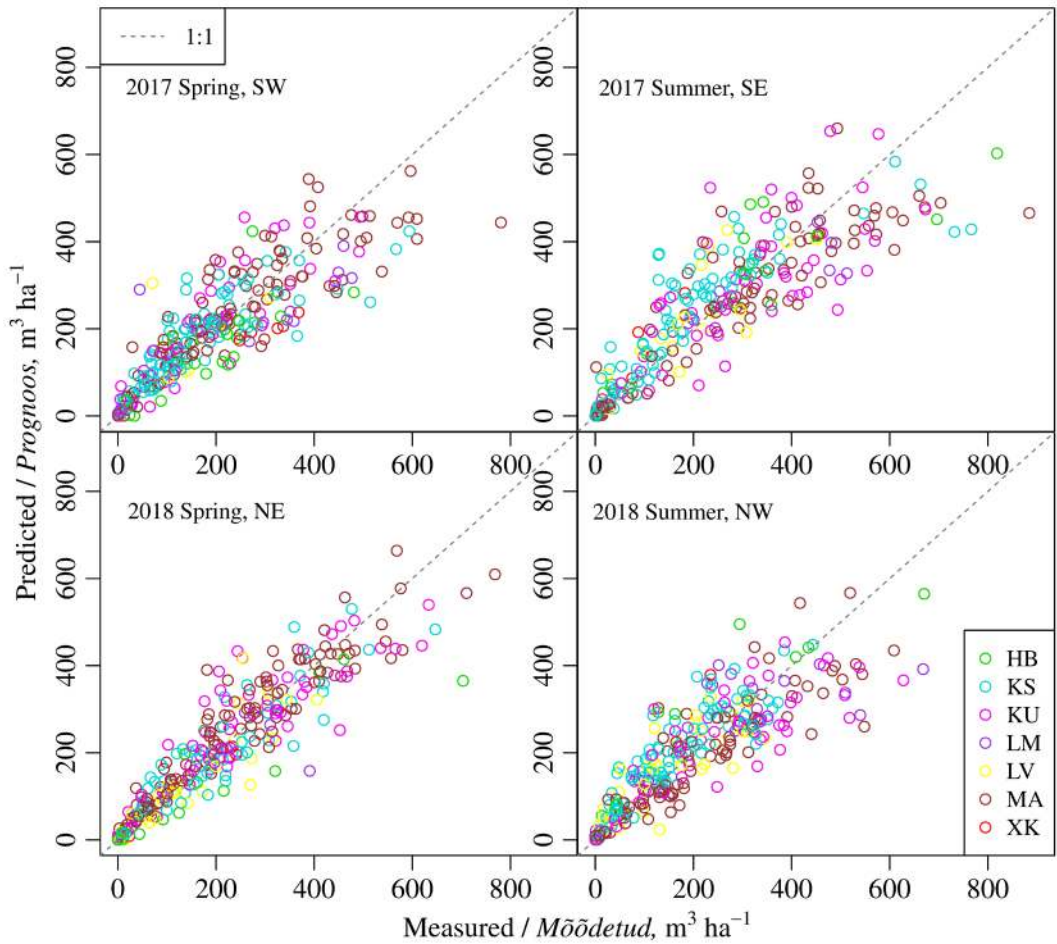 1:1
2017 Spring, SW
2017 Summer, SE
800
600
400
200
0
0 200 400 600 800
0 200 400 600 800
2018 Spring, NE
2018 Summer, NW
800
600
400
200
0
HB
KS
KU
LM
LV
MA
XK
0 200 400 600 800
0 200 400 600 800
Predicted / Prognoos, m³ ha⁻¹
Measured / Mõõdetud, m³ ha⁻¹